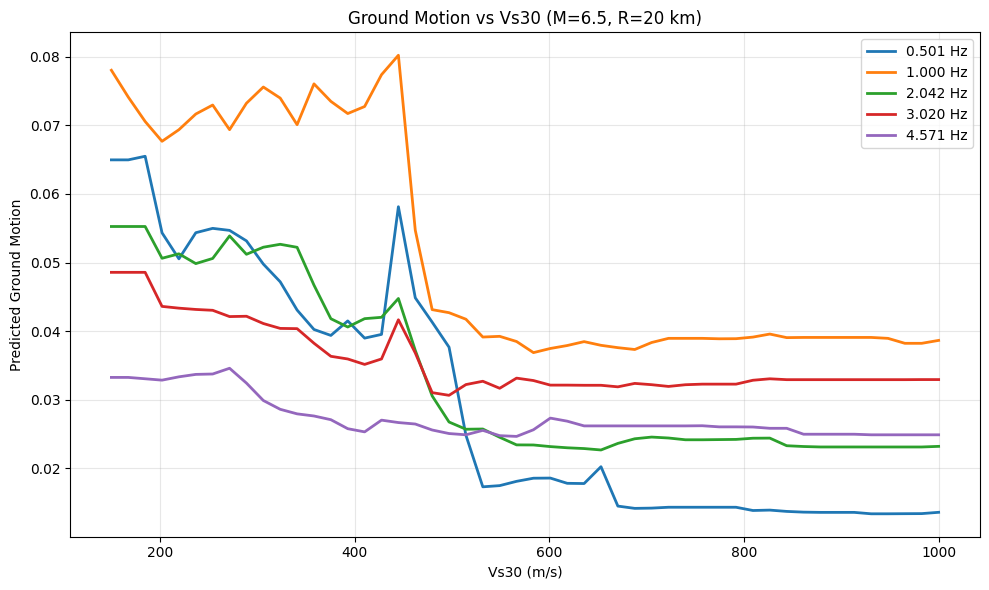 Ground Motion vs Vs30 (M=6.5, R=20 km)
0.501 Hz
1.000 Hz
2.042 Hz
3.020 Hz
4.571 Hz
Predicted Ground Motion
0.08
0.07
0.06
0.05
0.04
0.03
0.02
200
400
600
800
1000
Vs30 (m/s)